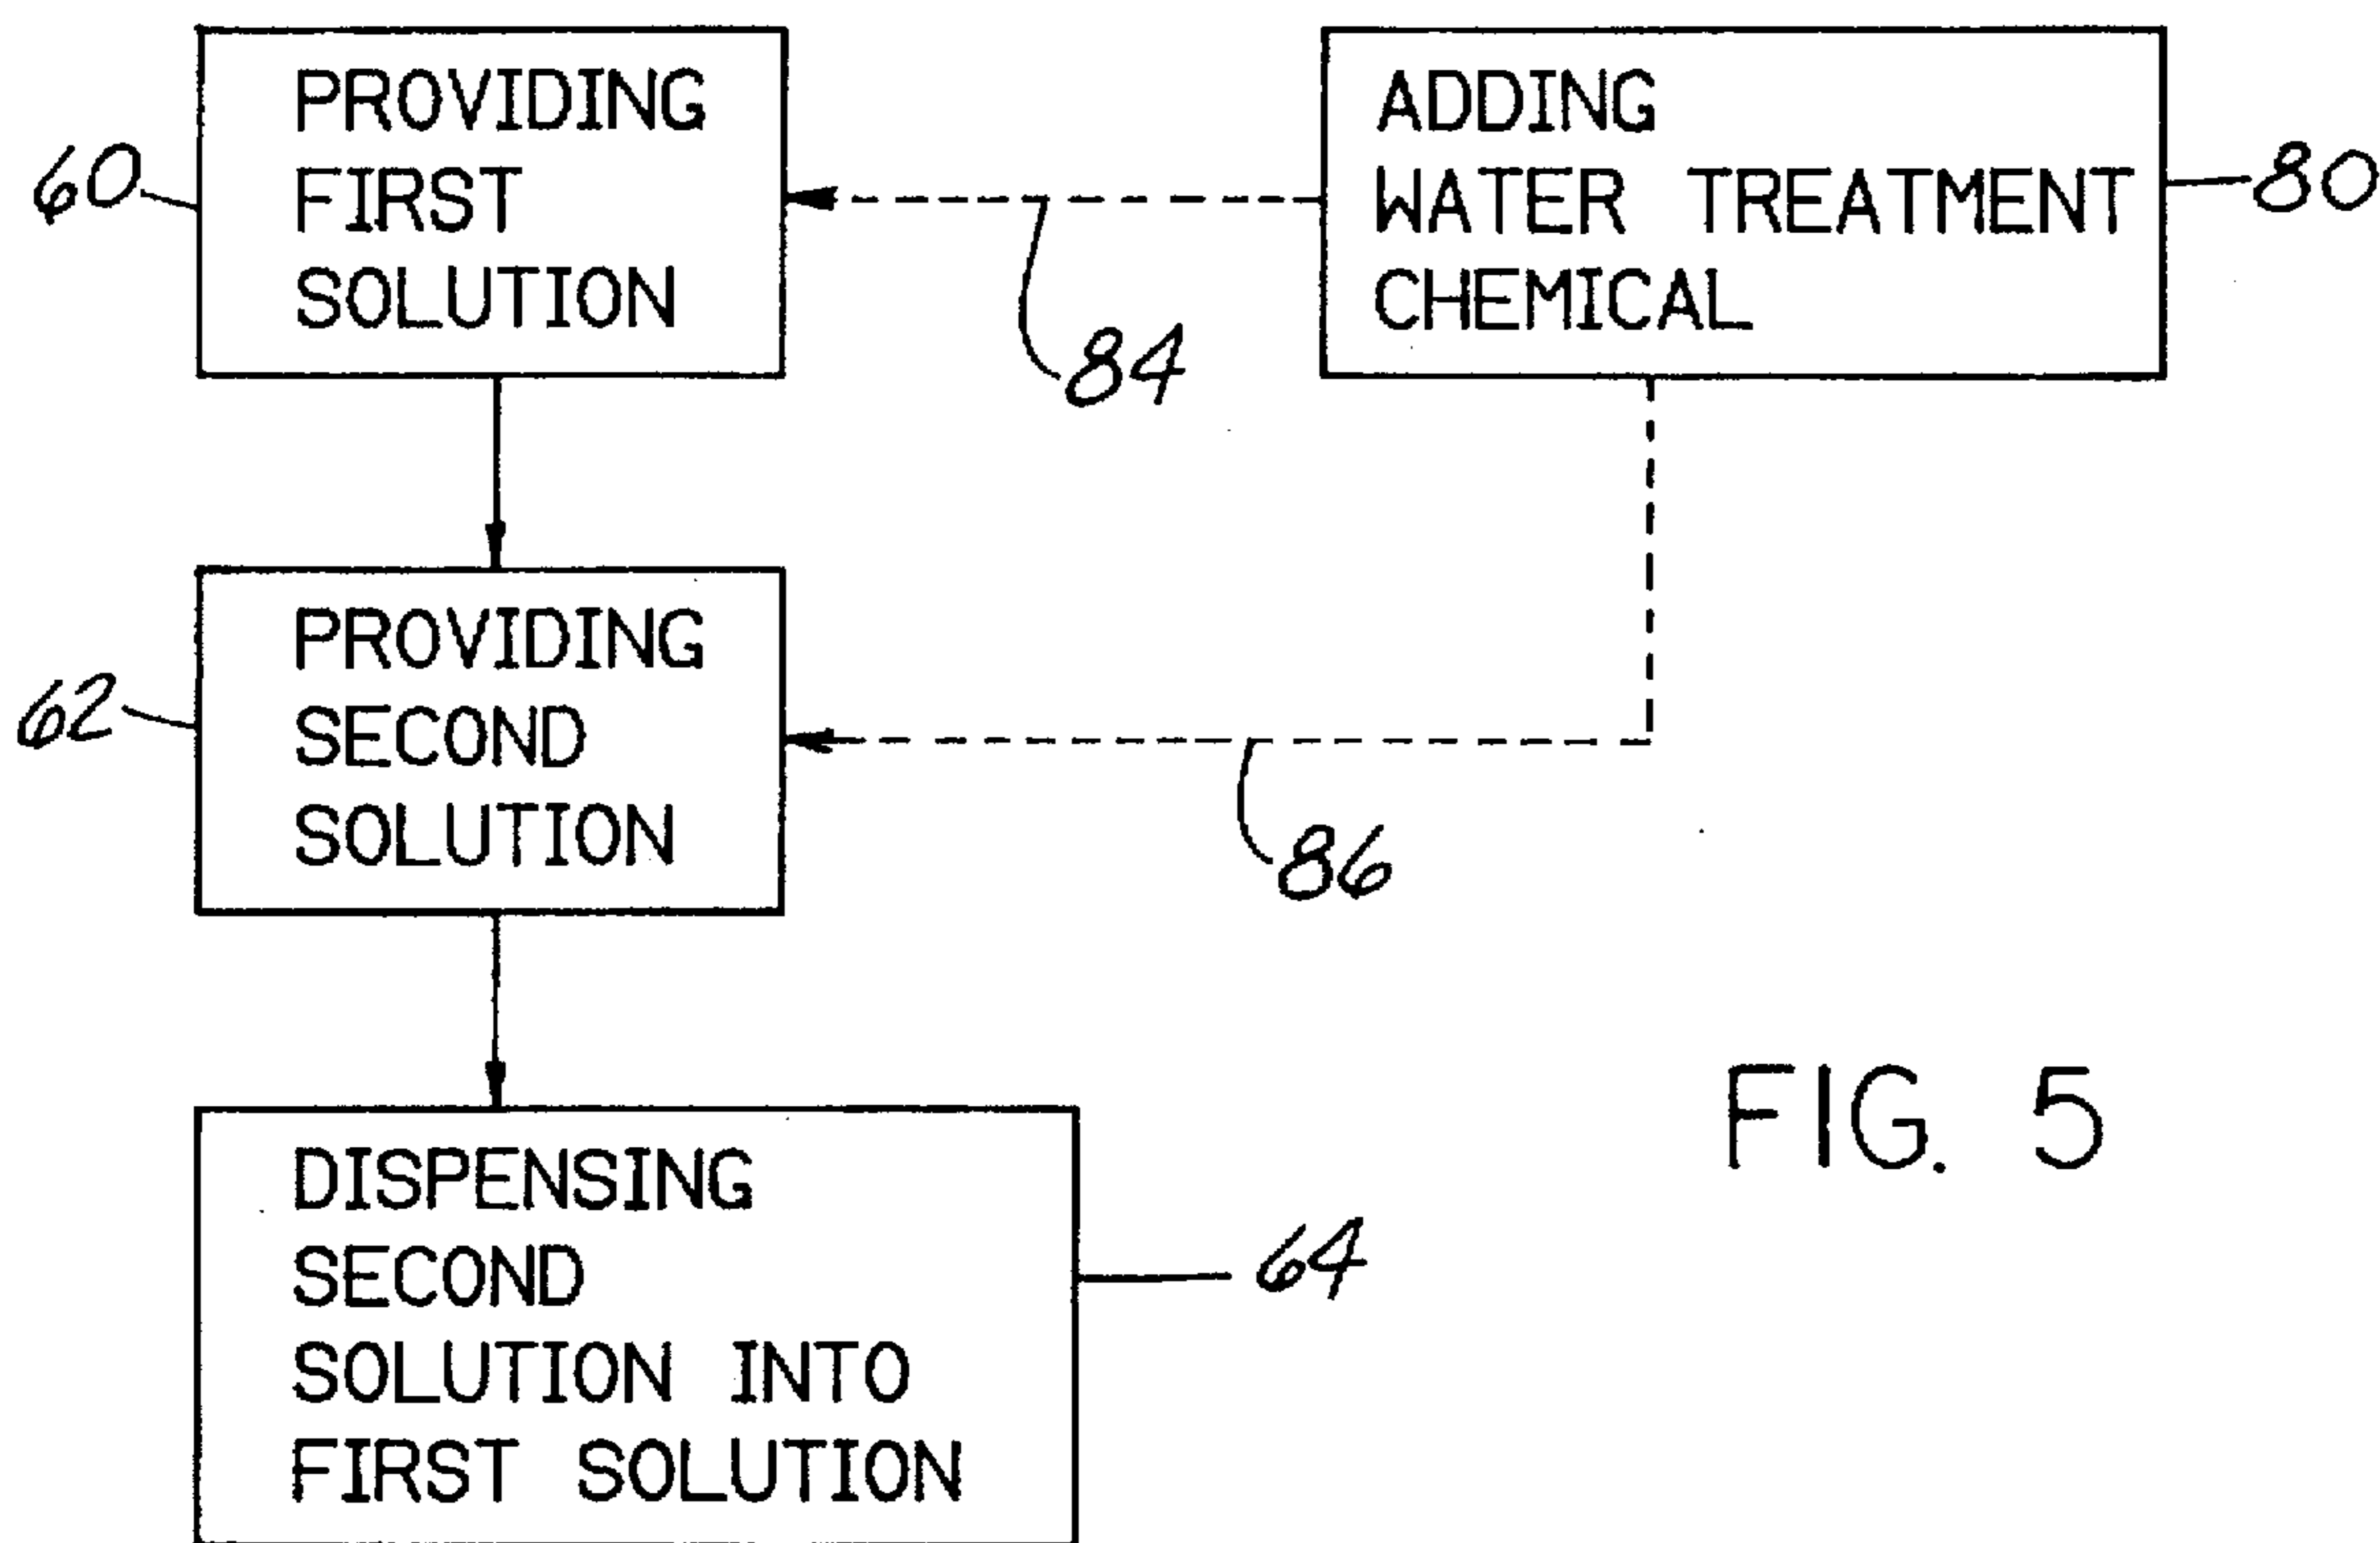 PROVIDING
FIRST
SOLUTION
60
ADDING
WATER TREATMENT
CHEMICAL
80
84
PROVIDING
SECOND
SOLUTION
62
86
DISPENSING
SECOND
SOLUTION INTO
FIRST SOLUTION
64
FIG. 5